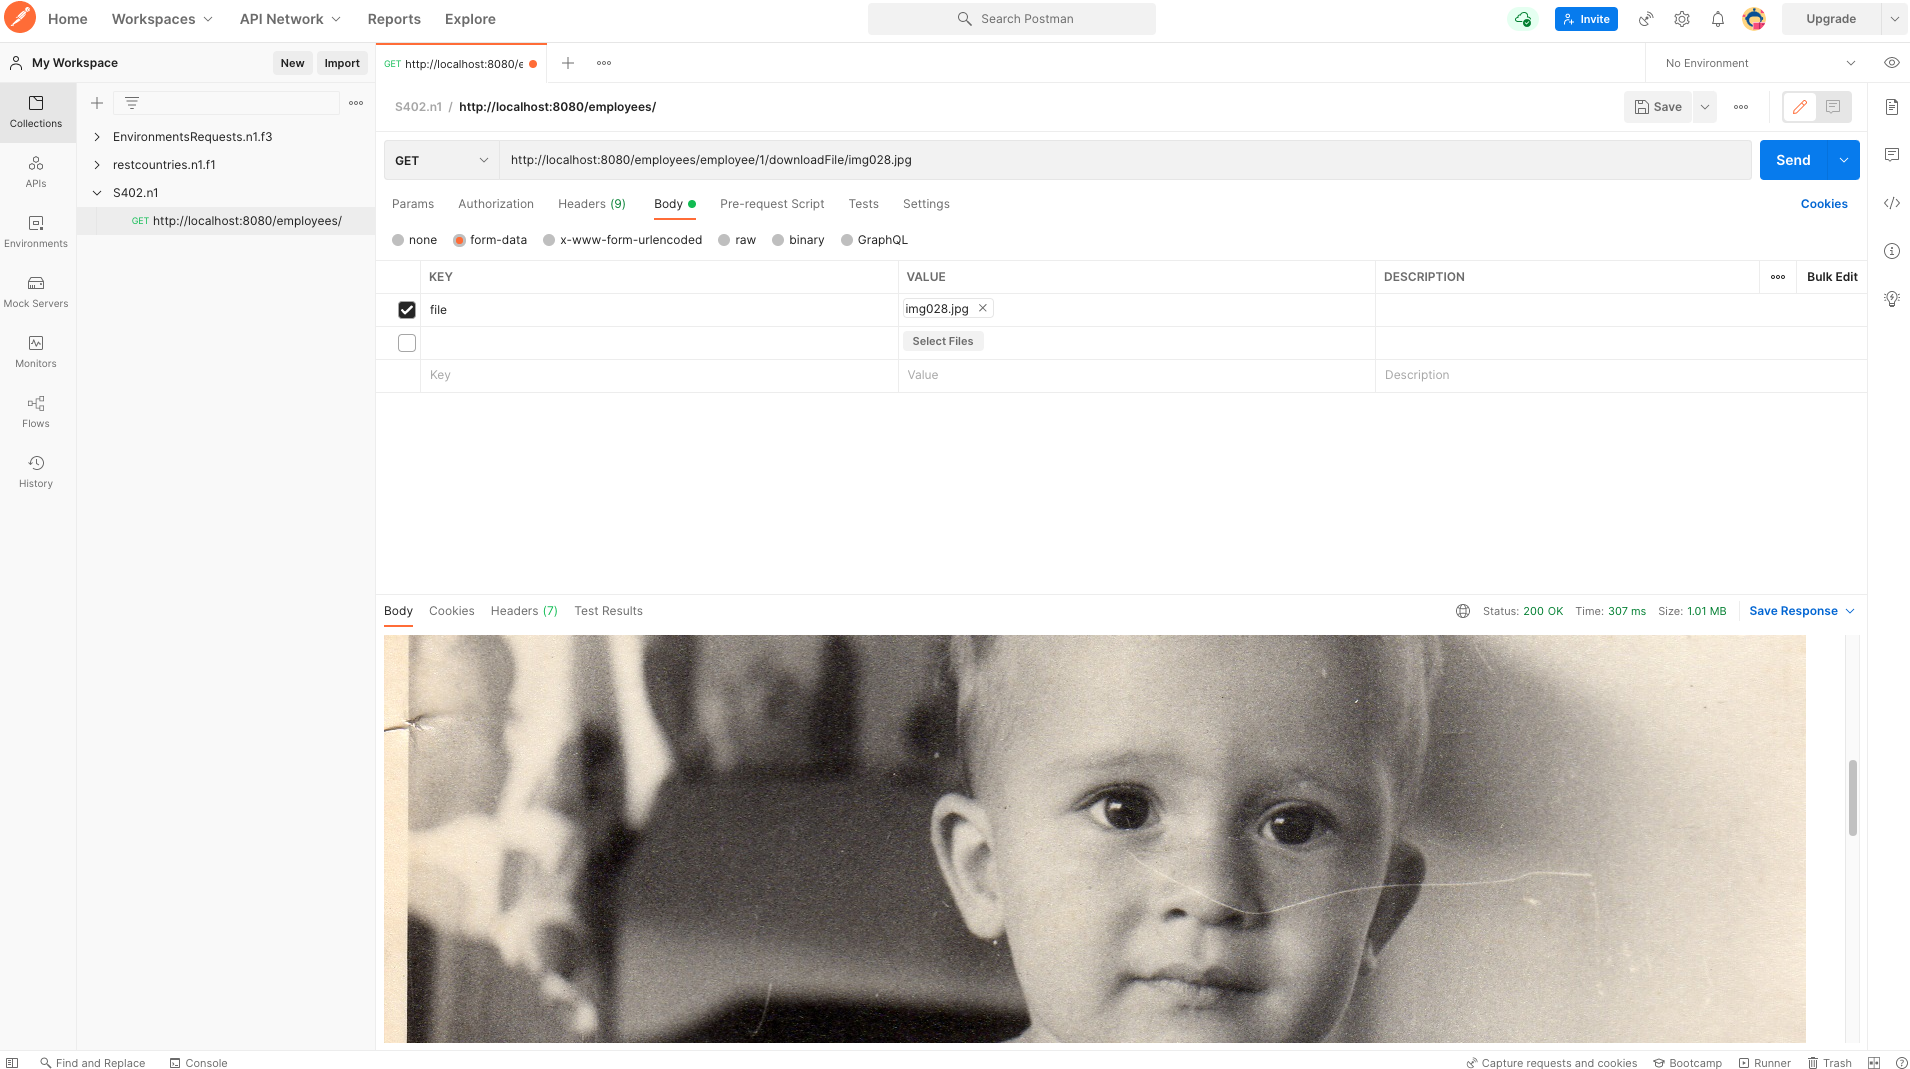 Home Workspaces API Network Reports Explore Search Postman Invite Upgrade
My Workspace New Import GET http://localhost:8080/e No Environment
Collections
APIs
Environments
Mock Servers
Monitors
Flows
History
EnvironmentsRequests.n1.f3
restcountries.n1.f1
S402.n1
GET http://localhost:8080/employees/
S402.n1 / http://localhost:8080/employees/ Save
GET http://localhost:8080/employees/employee/1/downloadFile/img028.jpg Send
Params Authorization Headers (9) Body Pre-request Script Tests Settings Cookies
none form-data x-www-form-urlencoded raw binary GraphQL
KEY VALUE DESCRIPTION Bulk Edit
file img028.jpg
Select Files
Key Value Description
Body Cookies Headers (7) Test Results Status: 200 OK Time: 307 ms Size: 1.01 MB Save Response
Find and Replace Console Capture requests and cookies Bootcamp Runner Trash